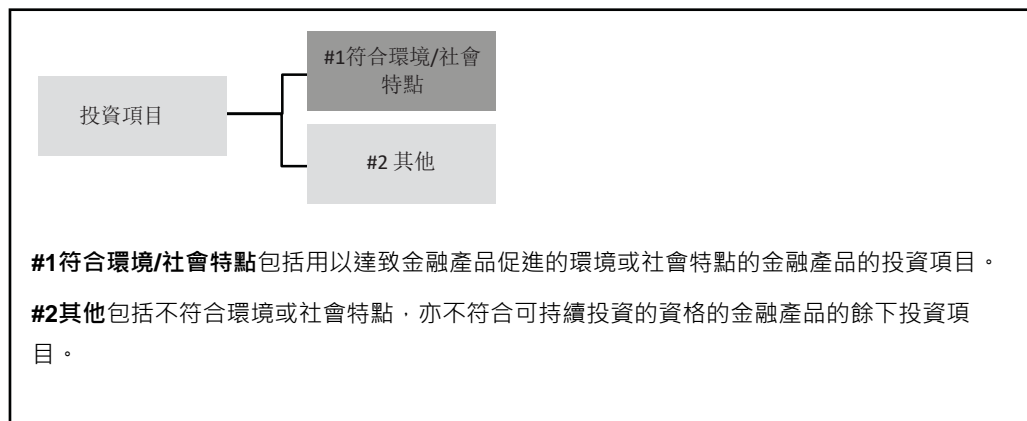 #1符合環境/社會
特點
投資項目
#2 其他
#1符合環境/社會特點包括用以達致金融產品促進的環境或社會特點的金融產品的投資項目。
#2其他包括不符合環境或社會特點，亦不符合可持續投資的資格的金融產品的餘下投資項
目。